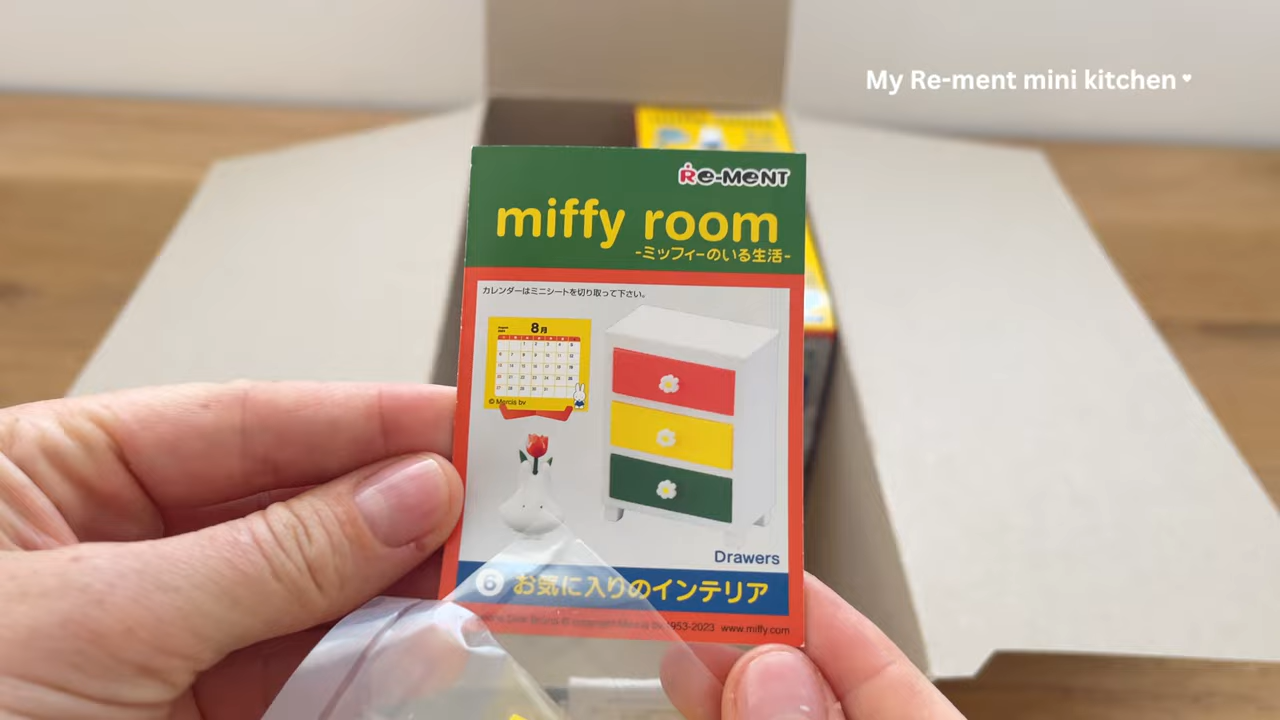 My Re-ment mini kitchen ♥
Re-MeNT
miffy room
-ミッフィーのいる生活-
カレンダーはミニシートを切り取って下さい。
8月
© Mercis bv
Drawers
6 お気に入りのインテリア
1953-2023 www.miffy.com